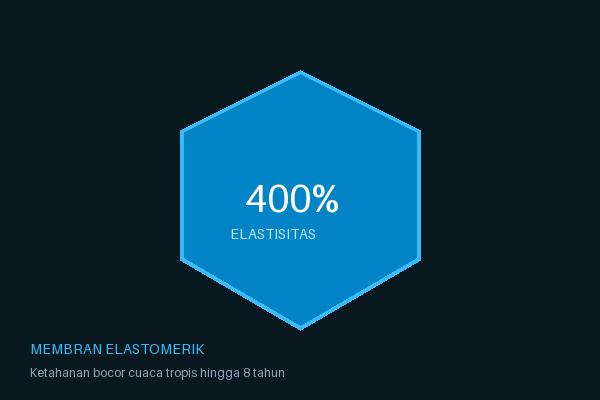 400%
ELASTISITAS
MEMBRAN ELASTOMERIK
Ketahanan bocor cuaca tropis hingga 8 tahun